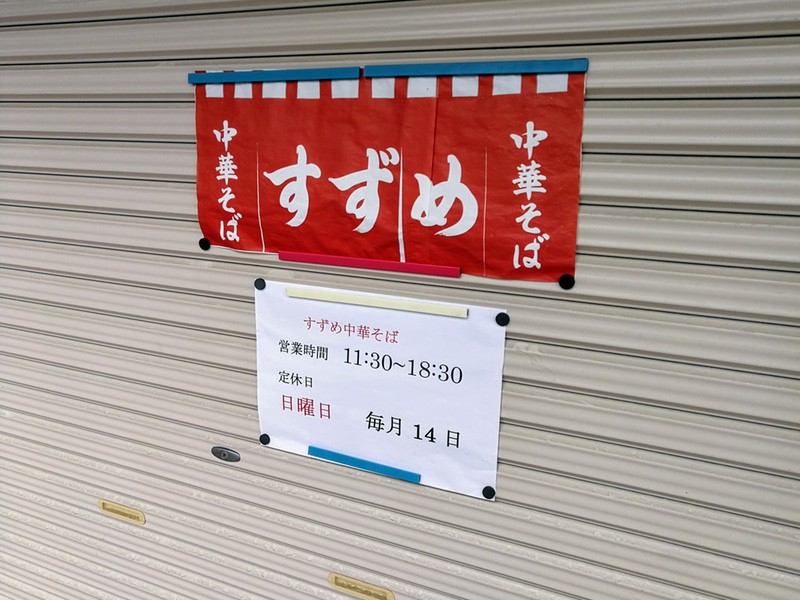 中華そば
すずめ
中華そば
すずめ中華そば
営業時間 11:30~18:30
定休日
日曜日 毎月 14 日